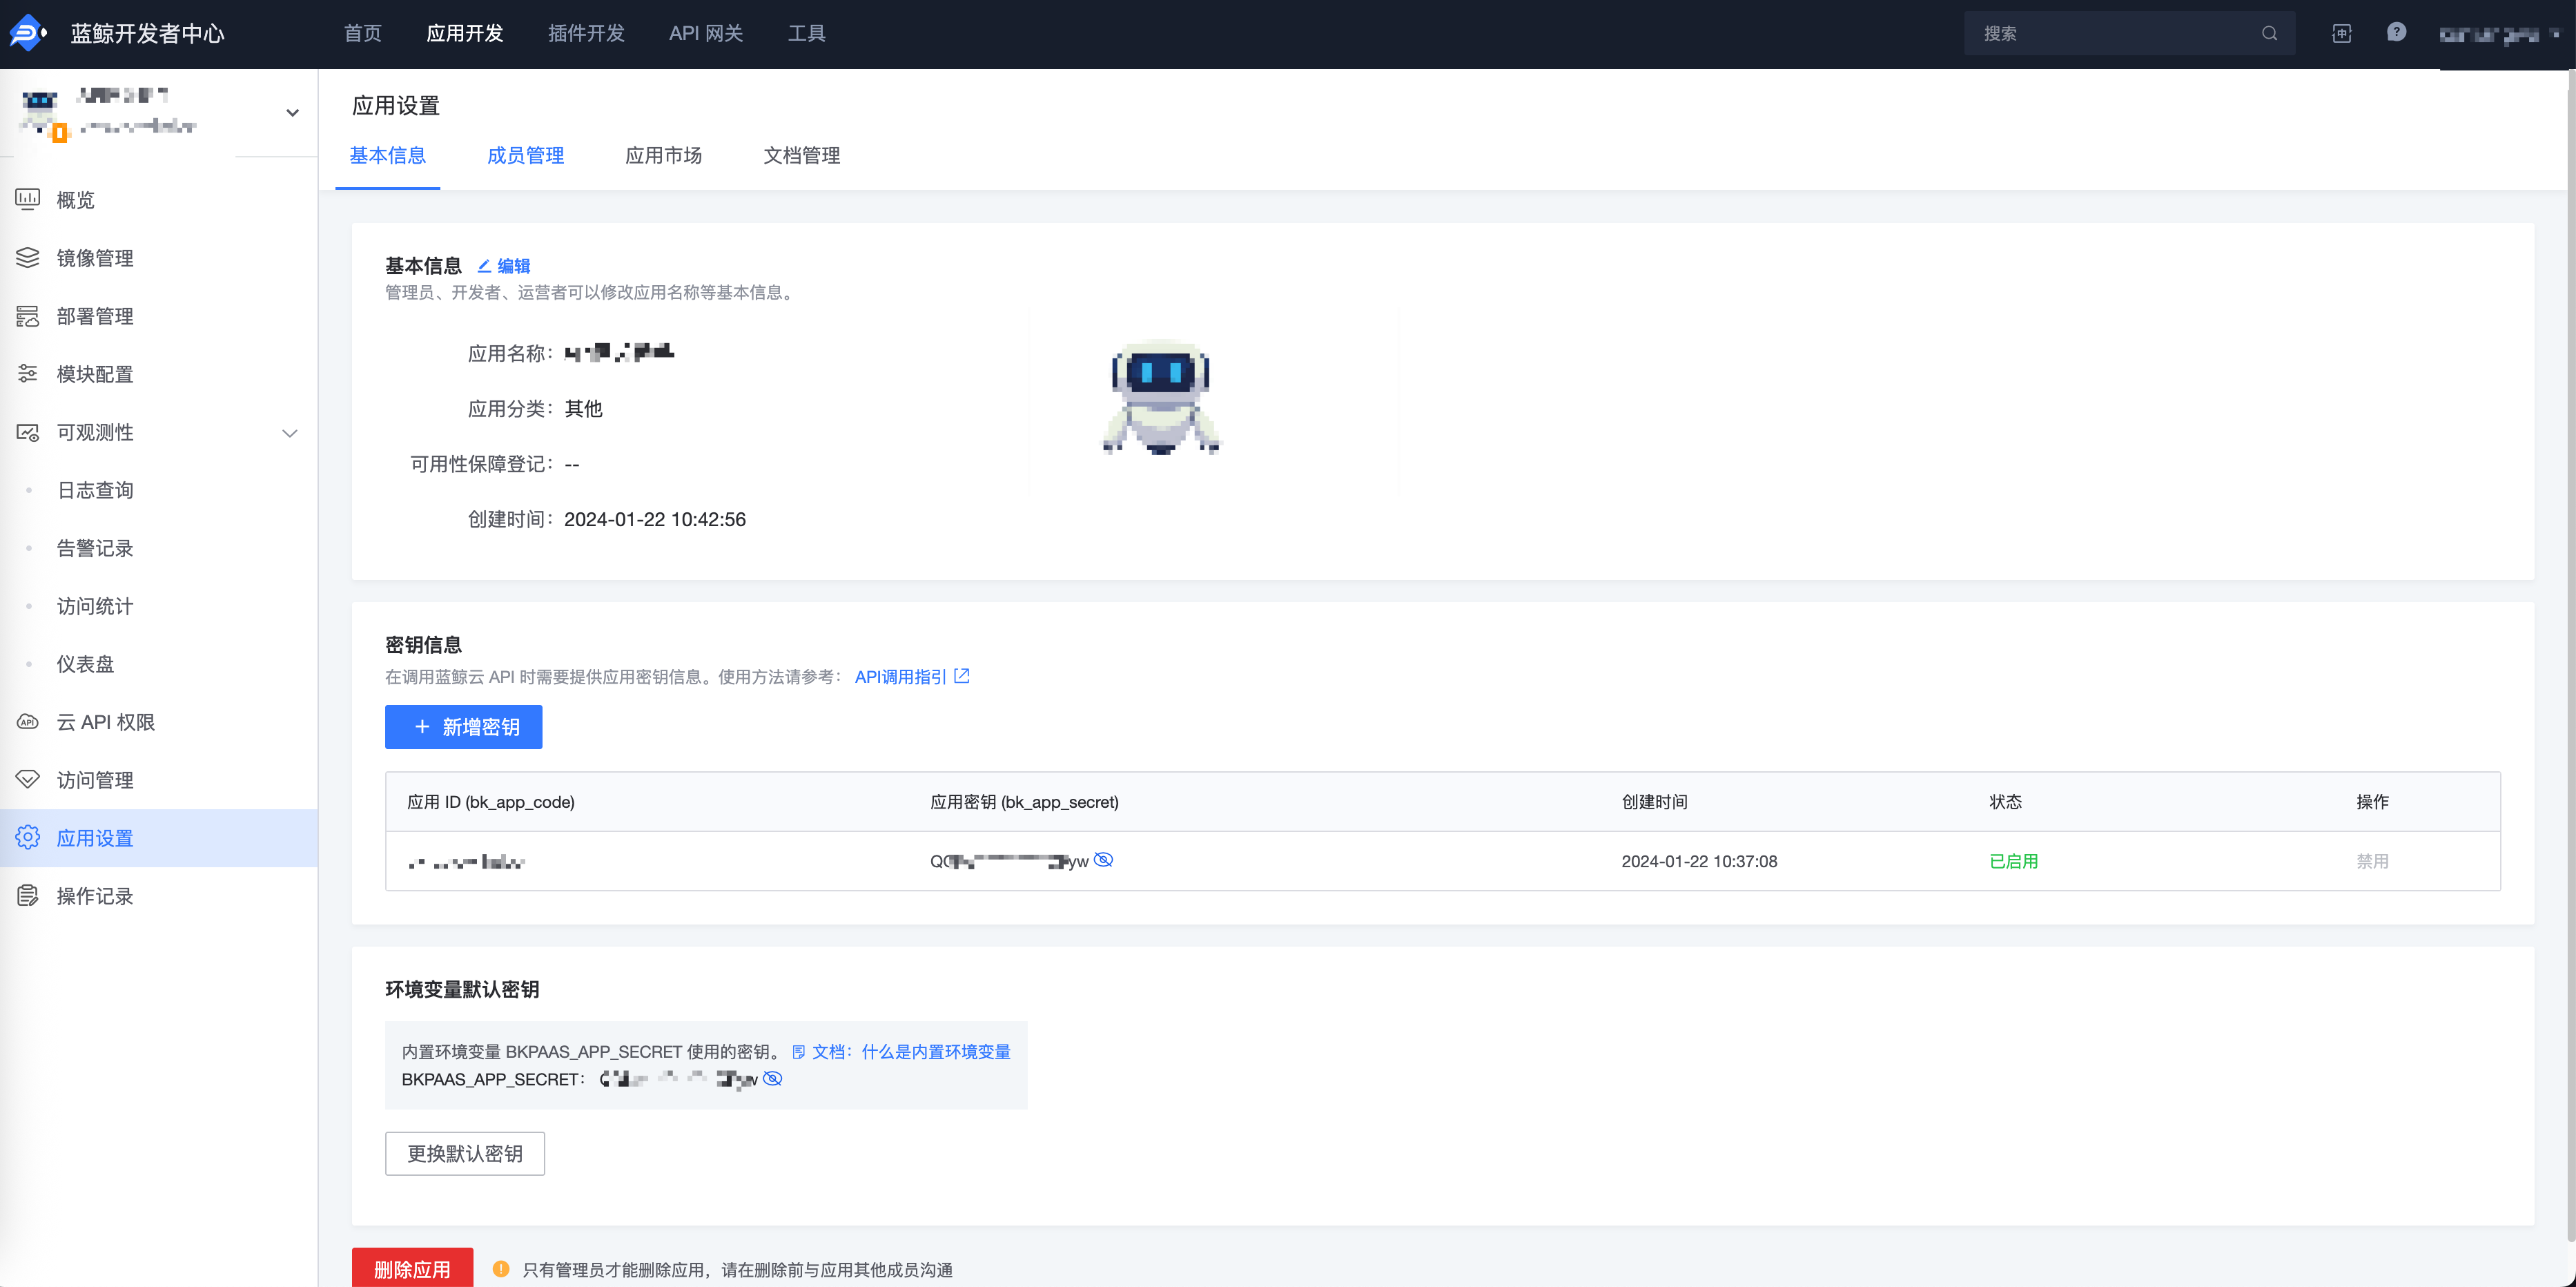 蓝鲸开发者中心
首页 应用开发 插件开发 API 网关 工具
搜索
应用设置
基本信息 成员管理 应用市场 文档管理
概览
镜像管理
部署管理
模块配置
可观测性
日志查询
告警记录
访问统计
仪表盘
云 API 权限
访问管理
应用设置
操作记录
基本信息 编辑
管理员、开发者、运营者可以修改应用名称等基本信息。
应用名称：
应用分类： 其他
可用性保障登记： --
创建时间： 2024-01-22 10:42:56
密钥信息
在调用蓝鲸云 API 时需要提供应用密钥信息。使用方法请参考： API调用指引
+ 新增密钥
应用 ID (bk_app_code) 应用密钥 (bk_app_secret) 创建时间 状态 操作
2024-01-22 10:37:08 已启用 禁用
环境变量默认密钥
内置环境变量 BKPAAS_APP_SECRET 使用的密钥。 文档：什么是内置环境变量
BKPAAS_APP_SECRET：
更换默认密钥
删除应用 只有管理员才能删除应用，请在删除前与应用其他成员沟通